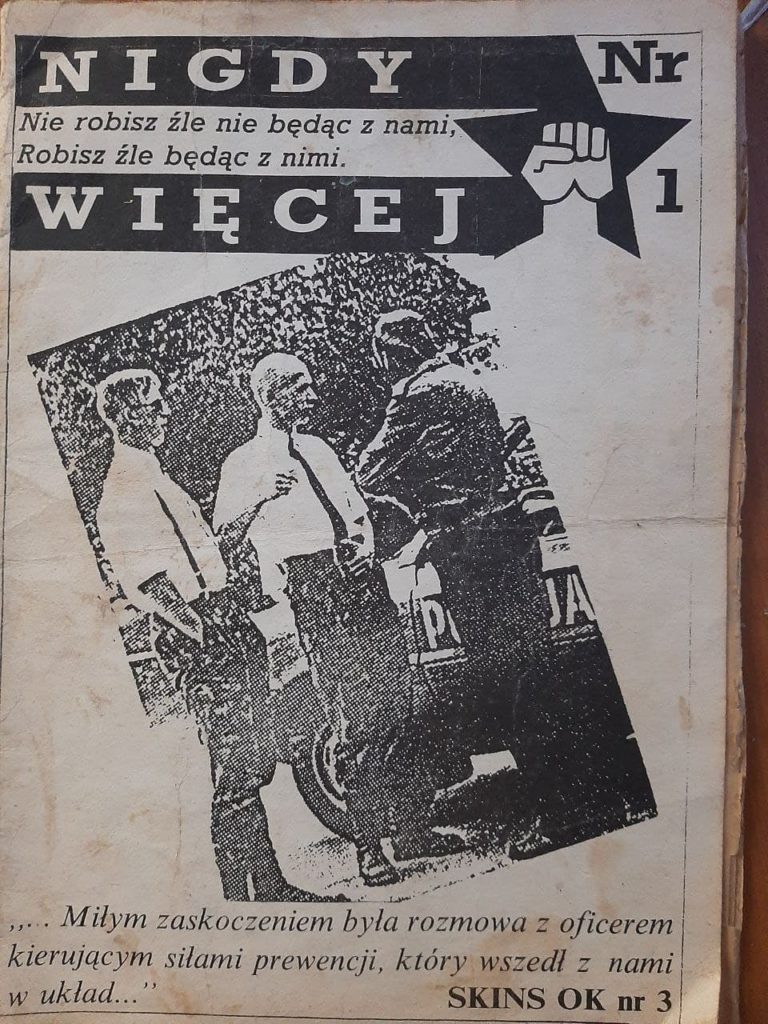 NIGDY
Nr
Nie robisz źle nie będąc z nami,
Robisz źle będąc z nimi.
WIĘCEJ
1
,,... Miłym zaskoczeniem była rozmowa z oficerem
kierującym siłami prewencji, który wszedł z nami
w układ...''
SKINS OK nr 3